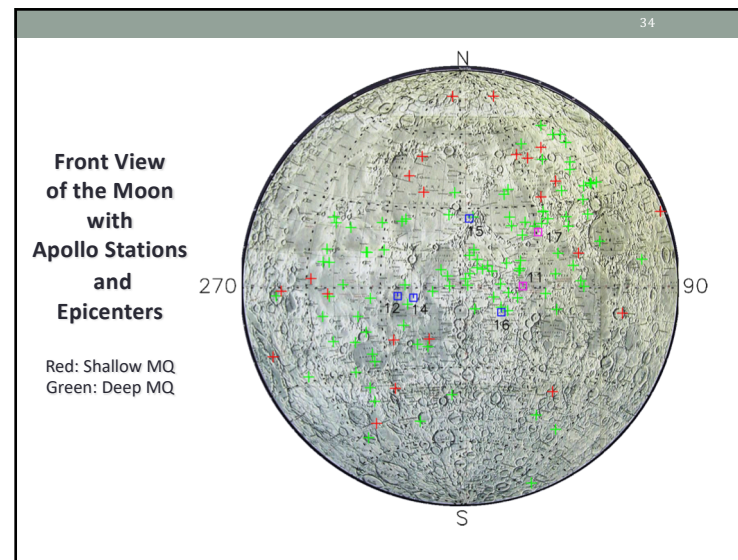 34
Front View
of the Moon
with
Apollo Stations
and
Epicenters
Red: Shallow MQ
Green: Deep MQ
N
15
17
270
11
90
12
14
16
S